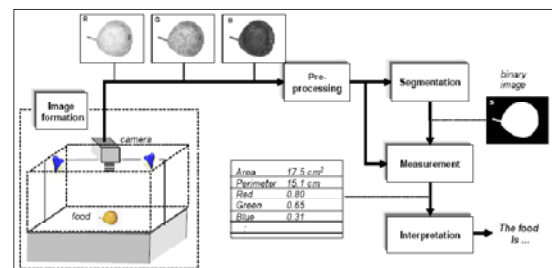 R
G
B
Pre-
processing
Segmentation
binary
image
S
Image
formation
camera
food
Measurement
Area 17.5 cm²
Perimeter 15.1 cm
Red 0.80
Green 0.65
Blue 0.31
:
Interpretation
The food
Is ...